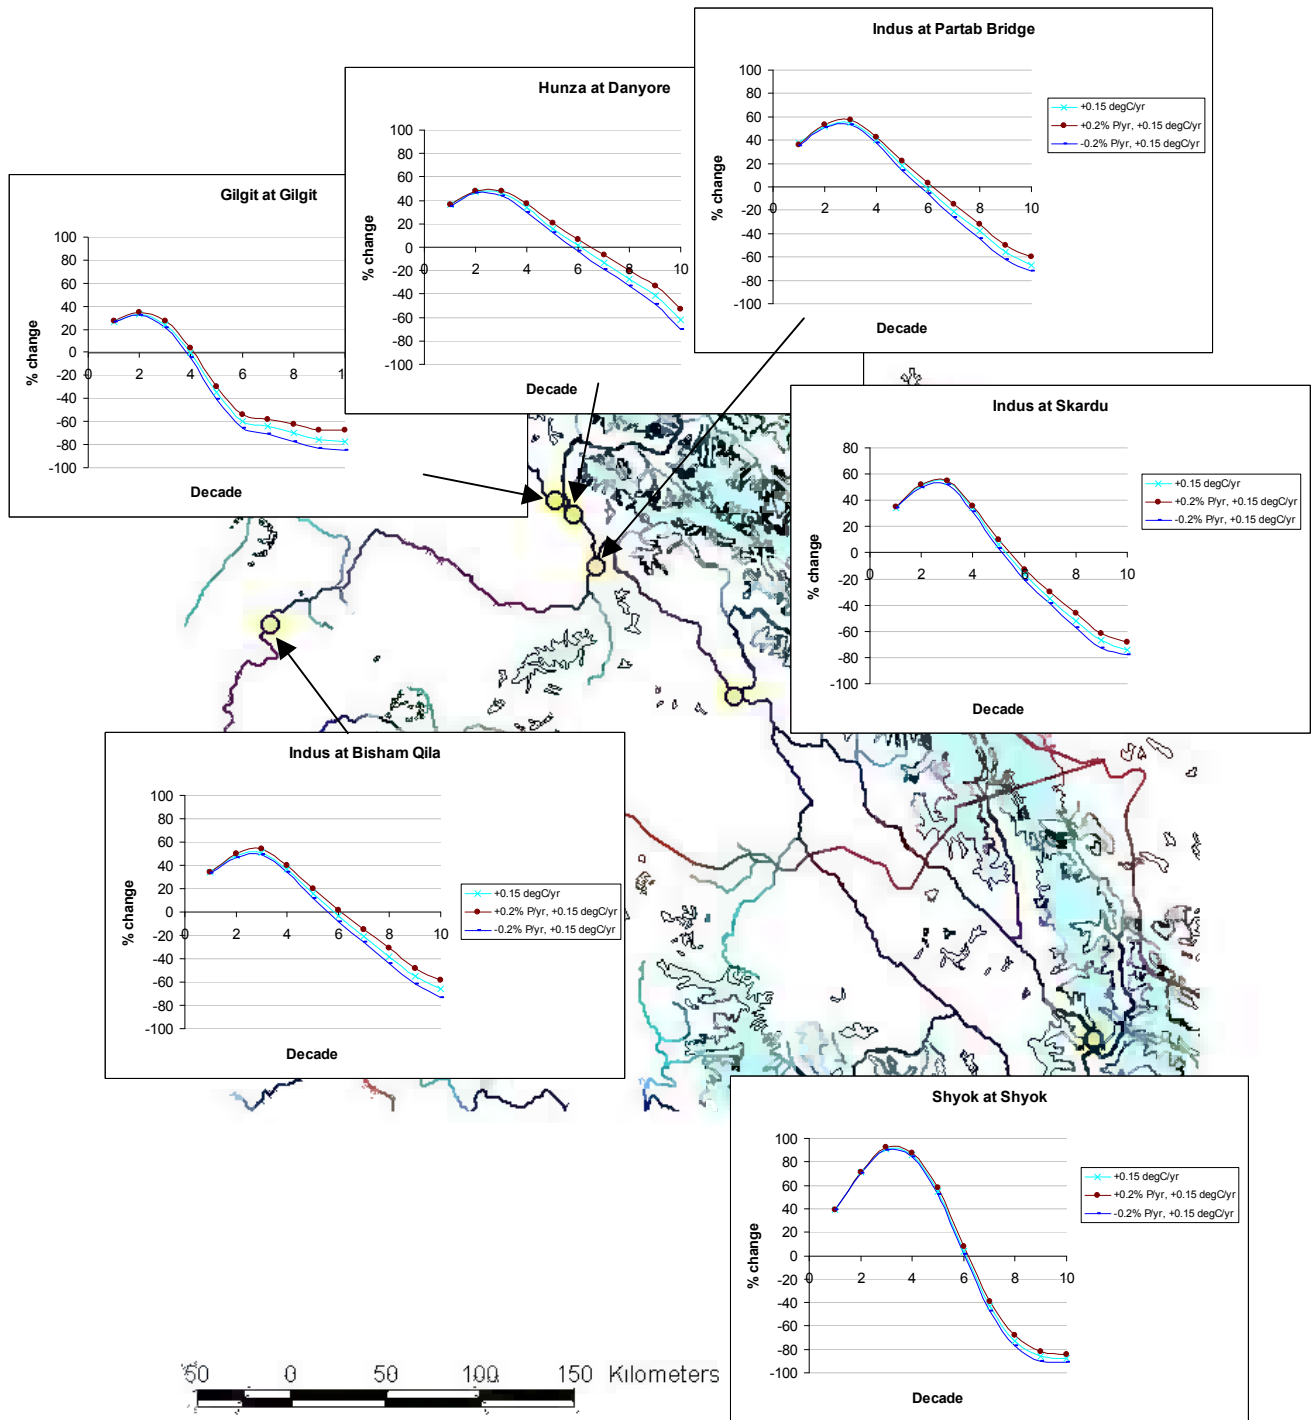 Indus at Partab Bridge
100
80
60
40
20
0
-20
-40
-60
-80
-100
0 2 4 6 8 10
% change
Decade
+0.15 degC/yr
+0.2% P/yr, +0.15 degC/yr
-0.2% P/yr, +0.15 degC/yr
Hunza at Danyore
100
80
60
40
20
0
-20
-40
-60
-80
-100
0 2 4 6 8 10
% change
Decade
Gilgit at Gilgit
100
80
60
40
20
0
-20
-40
-60
-80
-100
0 2 4 6 8
% change
Decade
Indus at Skardu
80
60
40
20
0
-20
-40
-60
-80
-100
0 2 4 6 8 10
% change
Decade
+0.15 degC/yr
+0.2% P/yr, +0.15 degC/yr
-0.2% P/yr, +0.15 degC/yr
Indus at Bisham Qila
100
80
60
40
20
0
-20
-40
-60
-80
-100
0 2 4 6 8 10
% change
Decade
+0.15 degC/yr
+0.2% P/yr, +0.15 degC/yr
-0.2% P/yr, +0.15 degC/yr
Shyok at Shyok
100
80
60
40
20
0
-20
-40
-60
-80
-100
0 2 4 6 8 10
% change
Decade
+0.15 degC/yr
+0.2% P/yr, +0.15 degC/yr
-0.2% P/yr, +0.15 degC/yr
50 0 50 100 150 Kilometers